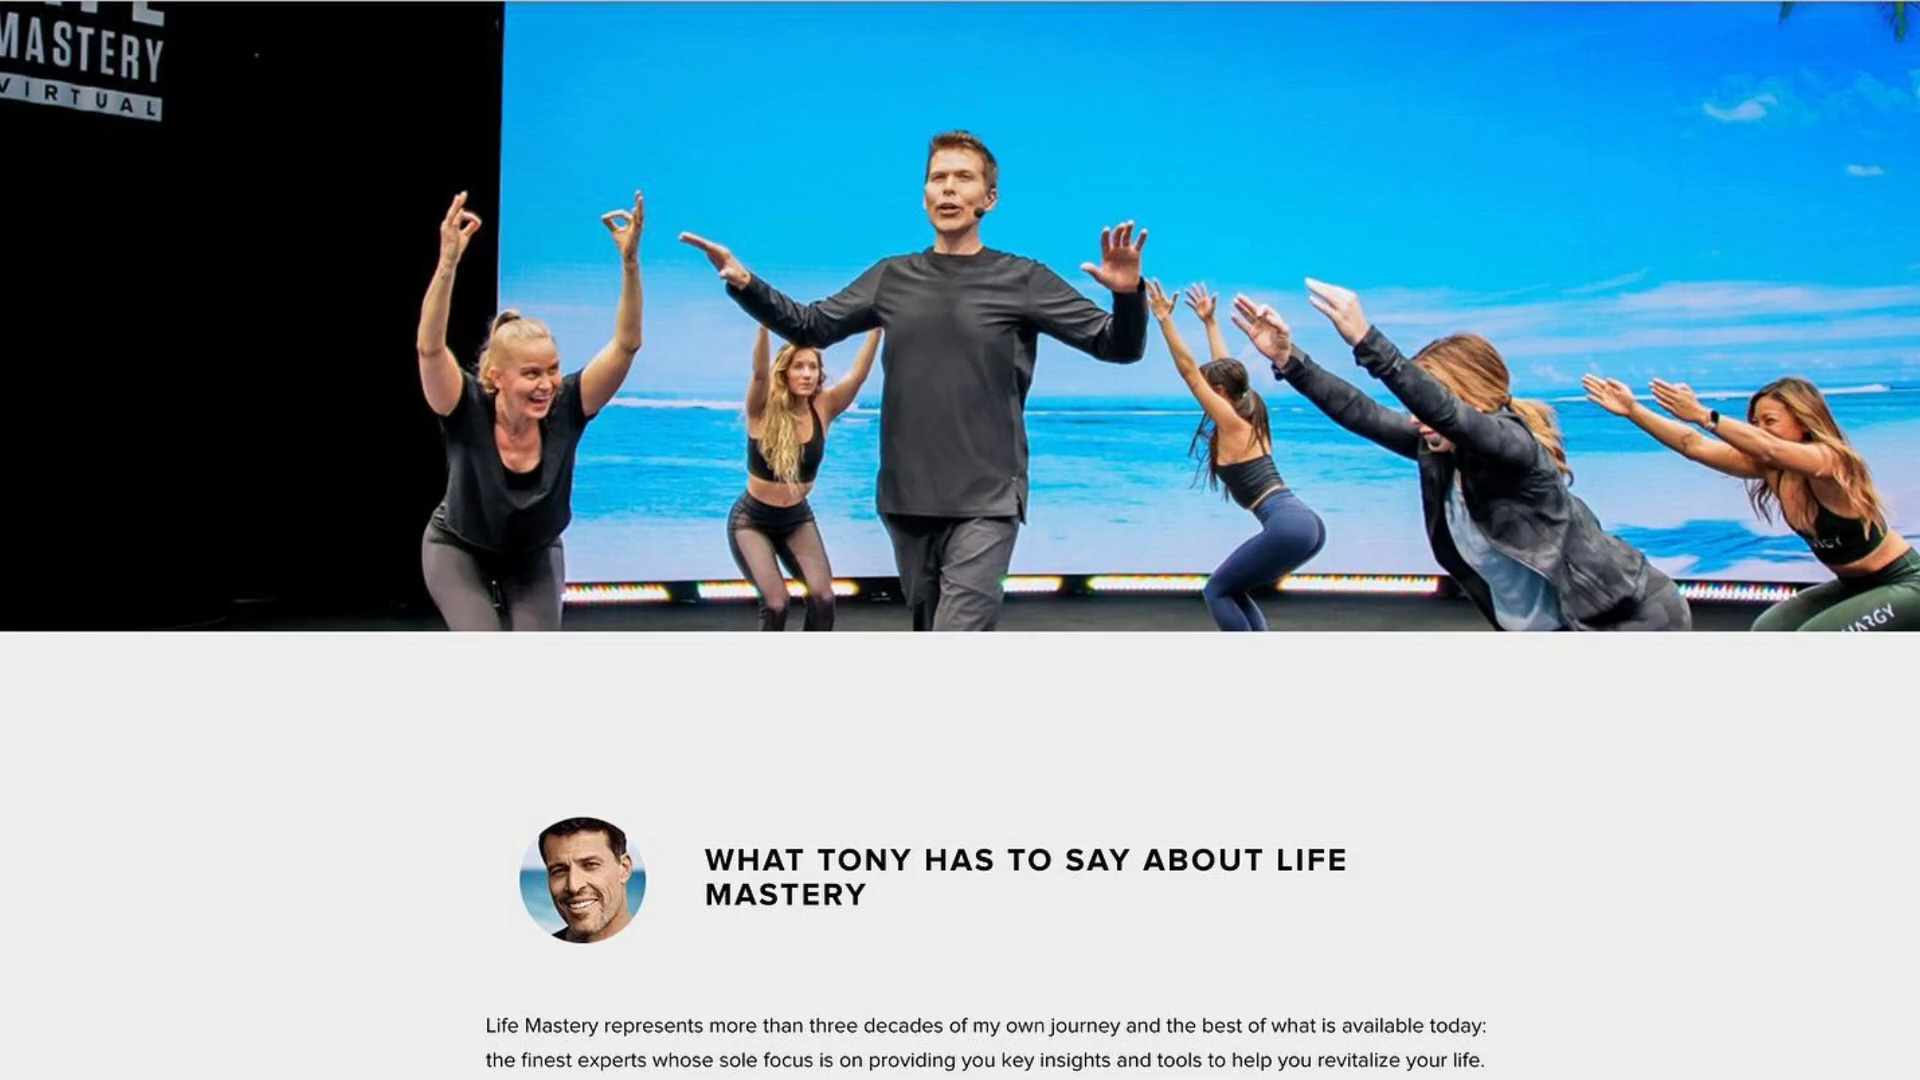 MASTERY
VIRTUAL
WHAT TONY HAS TO SAY ABOUT LIFE
MASTERY
Life Mastery represents more than three decades of my own journey and the best of what is available today:
the finest experts whose sole focus is on providing you key insights and tools to help you revitalize your life.